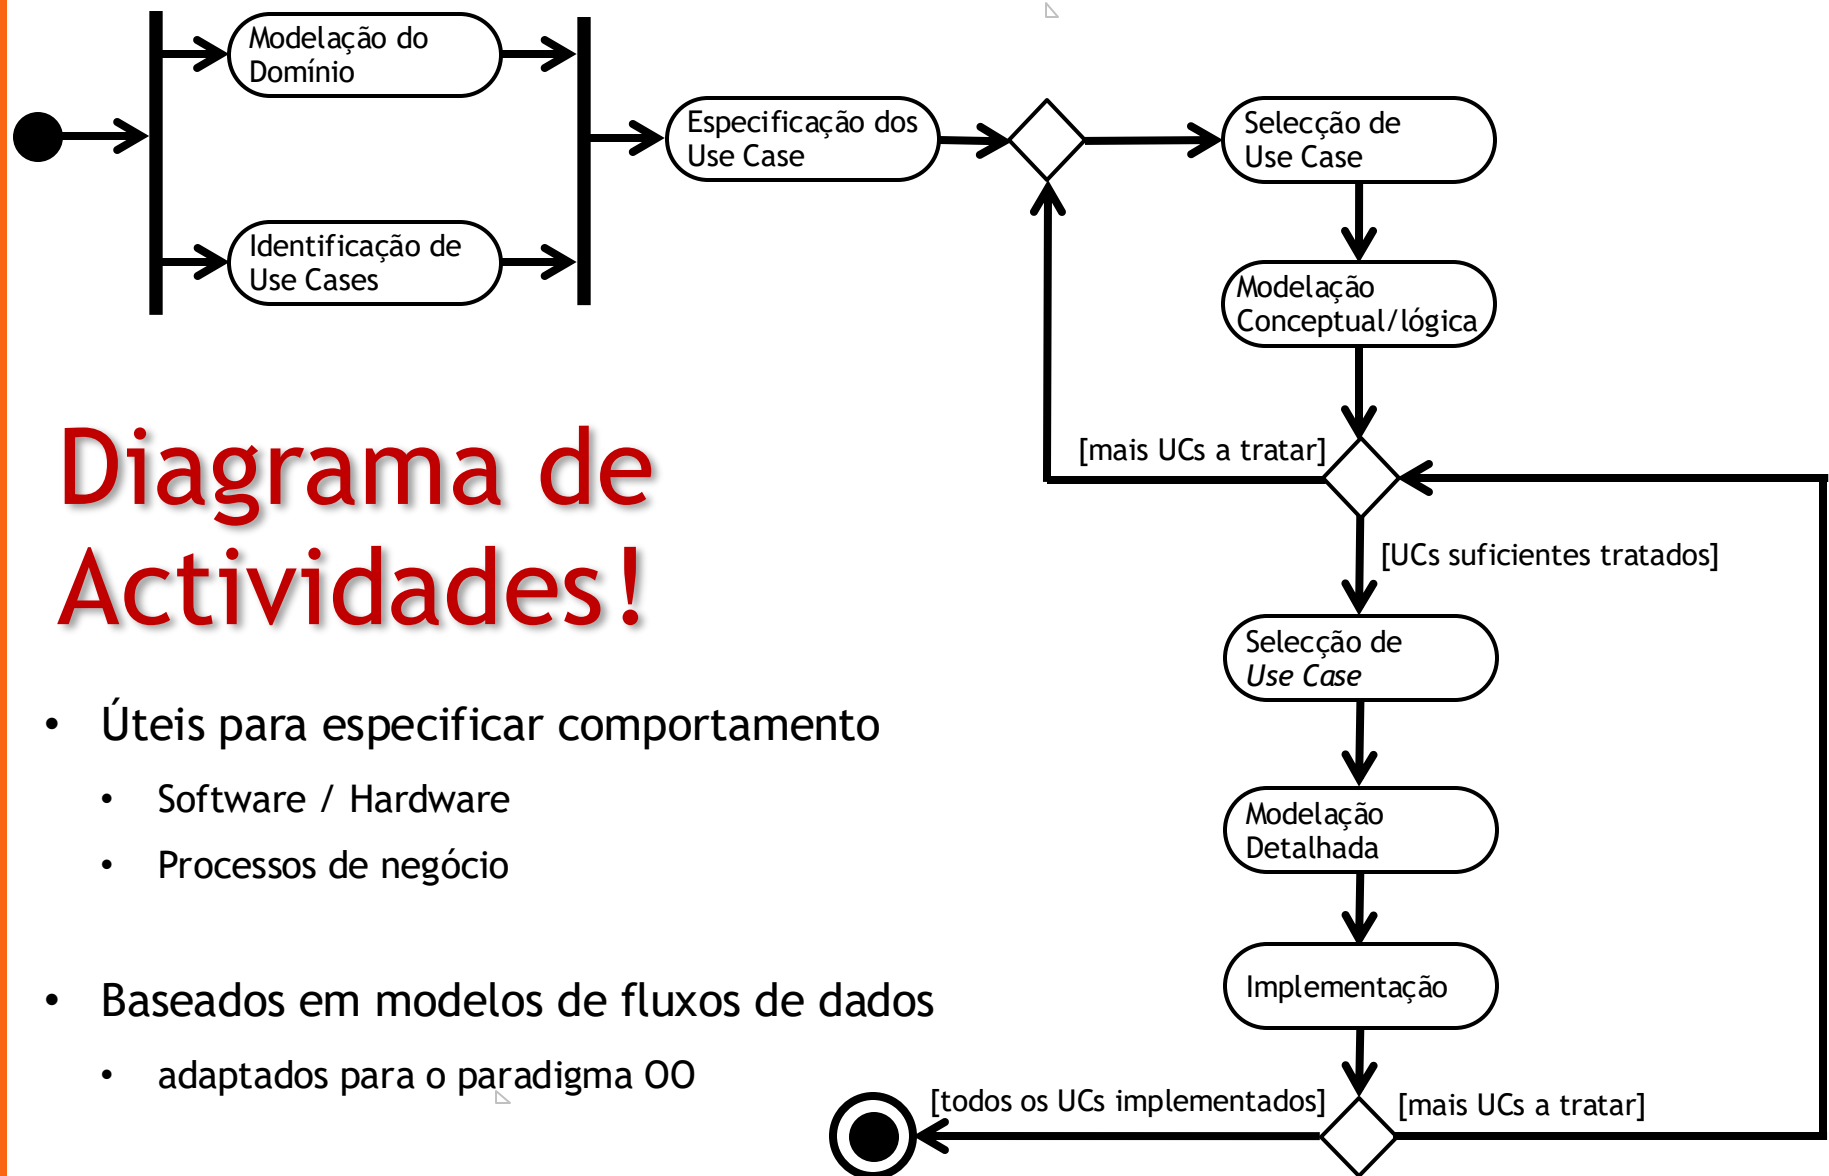 Modelação do
Domínio
Identificação de
Use Cases
Especificação dos
Use Case
Selecção de
Use Case
Modelação
Conceptual/lógica
[mais UCs a tratar]
[UCs suficientes tratados]
Selecção de
Use Case
Modelação
Detalhada
Implementação
[todos os UCs implementados]
[mais UCs a tratar]
Diagrama de
Actividades!
• Úteis para especificar comportamento
• Software / Hardware
• Processos de negócio
• Baseados em modelos de fluxos de dados
• adaptados para o paradigma OO